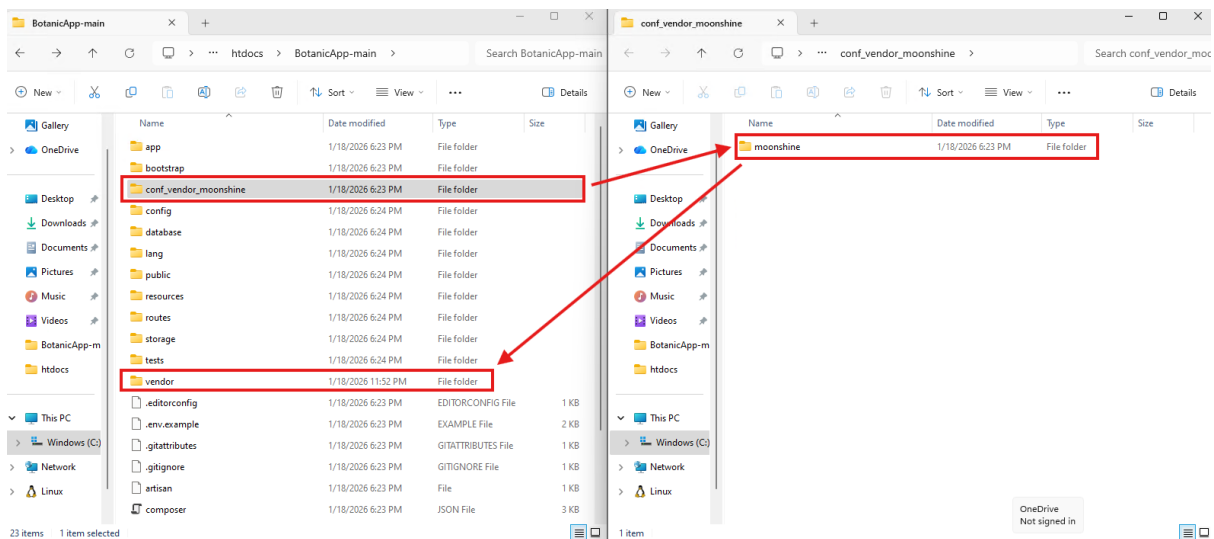 BotanicApp-main
htdocs > BotanicApp-main >
Search BotanicApp-main
New
Sort
View
Details
Gallery
OneDrive
Desktop
Downloads
Documents
Pictures
Music
Videos
BotanicApp-m
htdocs
This PC
Windows (C:)
Network
Linux
Name Date modified Type Size
app 1/18/2026 6:23 PM File folder
bootstrap 1/18/2026 6:23 PM File folder
conf_vendor_moonshine 1/18/2026 6:23 PM File folder
config 1/18/2026 6:24 PM File folder
database 1/18/2026 6:24 PM File folder
lang 1/18/2026 6:24 PM File folder
public 1/18/2026 6:24 PM File folder
resources 1/18/2026 6:24 PM File folder
routes 1/18/2026 6:24 PM File folder
storage 1/18/2026 6:24 PM File folder
tests 1/18/2026 6:24 PM File folder
vendor 1/18/2026 11:52 PM File folder
.editorconfig 1/18/2026 6:23 PM EDITORCONFIG File 1 KB
.env.example 1/18/2026 6:23 PM EXAMPLE File 2 KB
.gitattributes 1/18/2026 6:23 PM GITATTRIBUTES File 1 KB
.gitignore 1/18/2026 6:23 PM GITIGNORE File 1 KB
artisan 1/18/2026 6:23 PM File 1 KB
composer 1/18/2026 6:23 PM JSON File 3 KB
23 items 1 item selected
conf_vendor_moonshine
conf_vendor_moonshine >
Search conf_vendor_moo
New
Sort
View
Details
Gallery
OneDrive
Desktop
Downloads
Documents
Pictures
Music
Videos
BotanicApp-m
htdocs
This PC
Windows (C:)
Network
Linux
Name Date modified Type Size
moonshine 1/18/2026 6:23 PM File folder
OneDrive
Not signed in
1 item